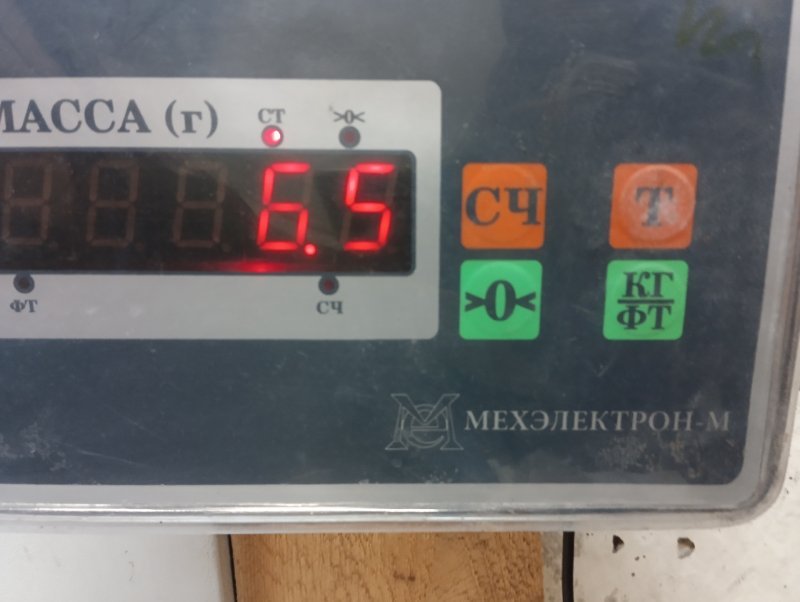 МАССА (г)
СТ >0<
6.5
ФТ СЧ
СЧ Т
>0< КГ
ФТ
МЕХЭЛЕКТРОН-М